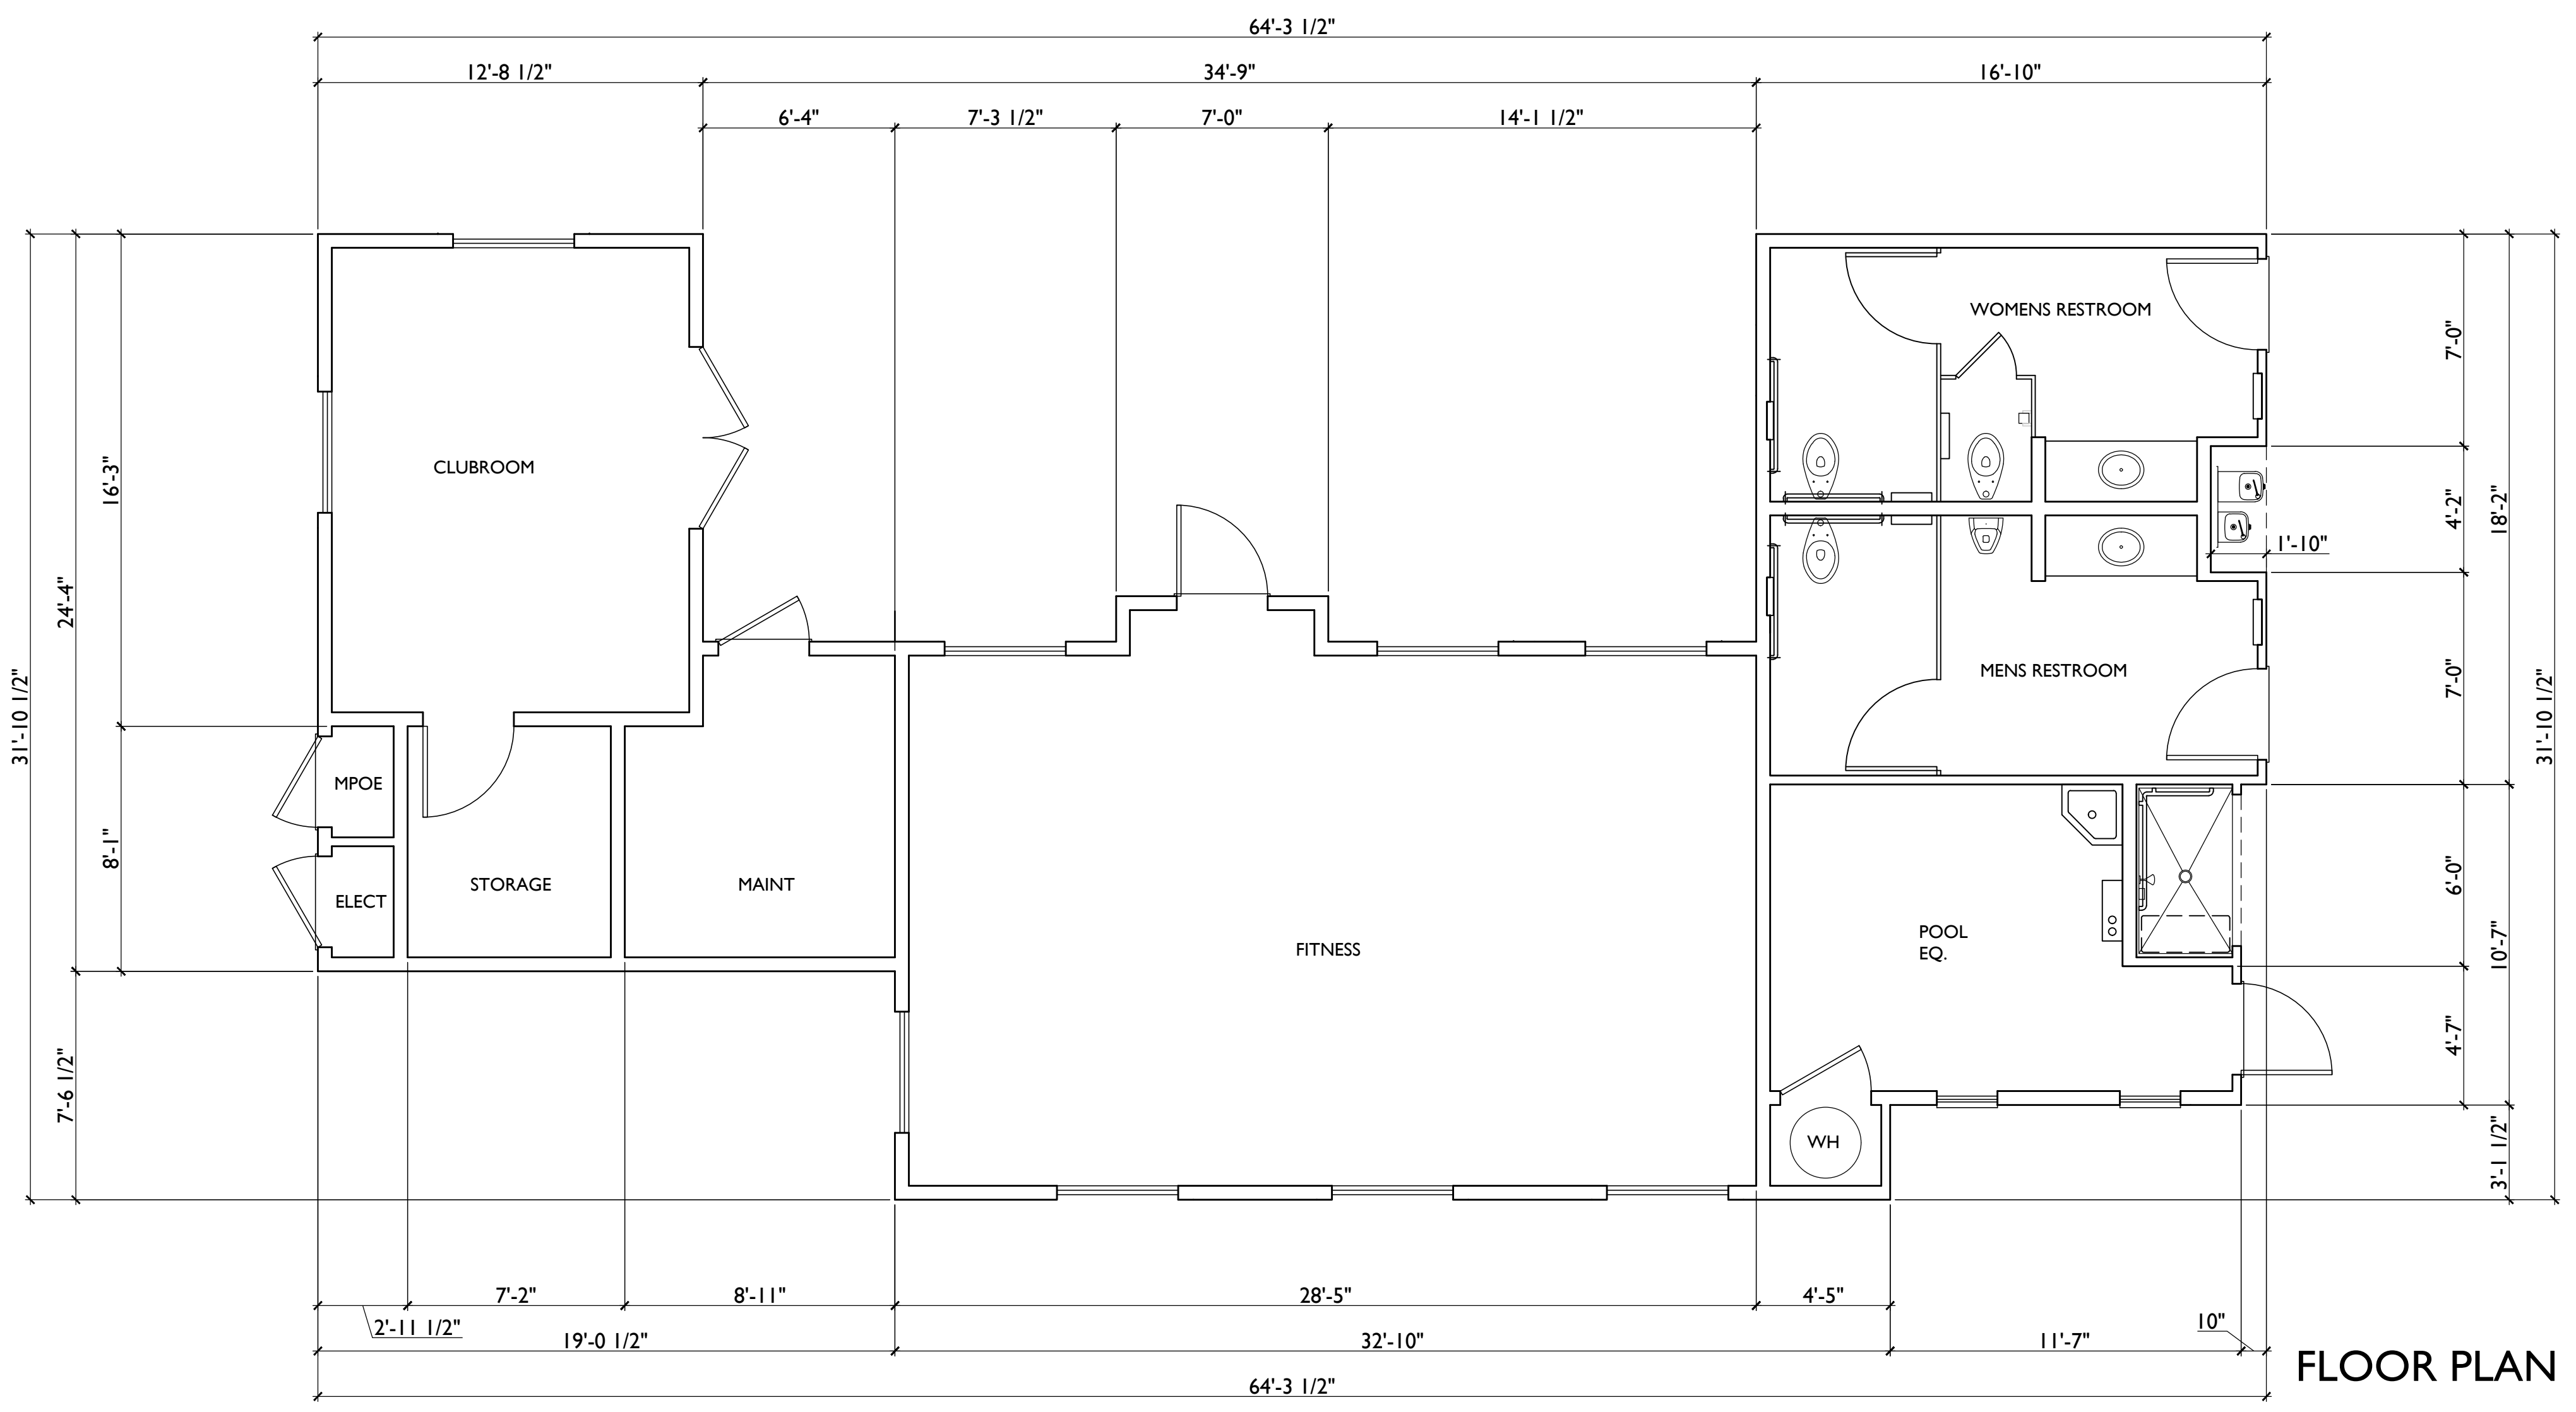 64'-3 1/2"
12'-8 1/2"
34'-9"
16'-10"
6'-4"
7'-3 1/2"
7'-0"
14'-1 1/2"
WOMENS RESTROOM
7'-0"
CLUBROOM
16'-3"
4'-2"
18'-2"
1'-10"
24'-4"
31'-10 1/2"
MENS RESTROOM
7'-0"
31'-10 1/2"
MPOE
8'-1"
STORAGE
MAINT
ELECT
6'-0"
FITNESS
POOL
EQ.
10'-7"
4'-7"
7'-6 1/2"
WH
3'-1 1/2"
7'-2"
8'-11"
28'-5"
4'-5"
2'-11 1/2"
10"
19'-0 1/2"
32'-10"
11'-7"
FLOOR PLAN
64'-3 1/2"